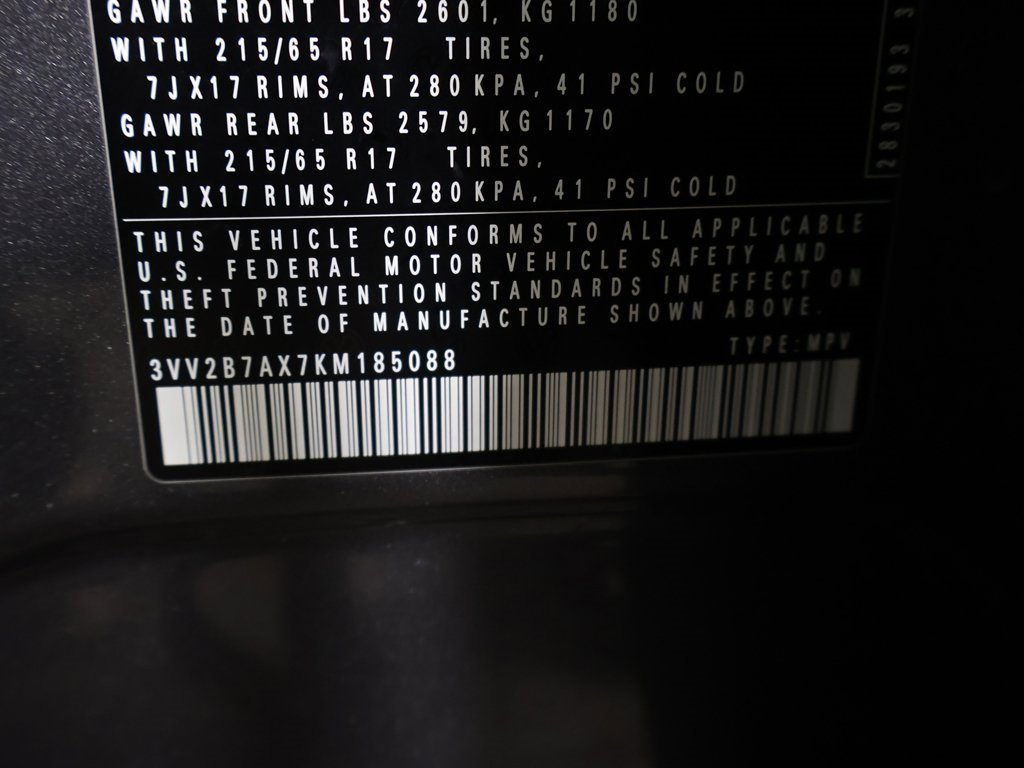 GAWR FRONT LBS 2601, KG 1180
WITH 215/65 R17 TIRES,
7JX17 RIMS, AT 280 KPA, 41 PSI COLD
GAWR REAR LBS 2579, KG 1170
WITH 215/65 R17 TIRES,
7JX17 RIMS, AT 280 KPA, 41 PSI COLD
THIS VEHICLE CONFORMS TO ALL APPLICABLE
U.S. FEDERAL MOTOR VEHICLE SAFETY AND
THEFT PREVENTION STANDARDS IN EFFECT ON
THE DATE OF MANUFACTURE SHOWN ABOVE.
TYPE: MPV
3VV2B7AX7KM185088
2830193 3